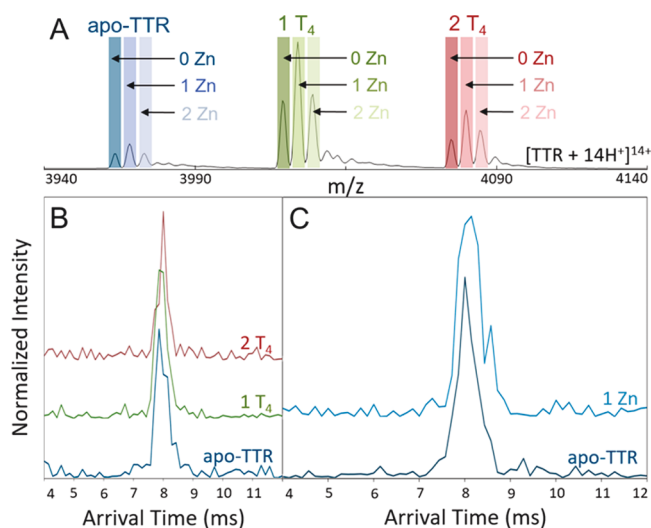 A
apo-TTR 1 T₄ 2 T₄
0 Zn 0 Zn 0 Zn
1 Zn 1 Zn 1 Zn
2 Zn 2 Zn 2 Zn
[TTR + 14H⁺]¹⁴⁺
3940 3990 m/z 4090 4140
Normalized Intensity
B
2 T₄
1 T₄
apo-TTR
4 5 6 7 8 9 10 11
Arrival Time (ms)
C
1 Zn
apo-TTR
4 5 6 7 8 9 10 11 12
Arrival Time (ms)